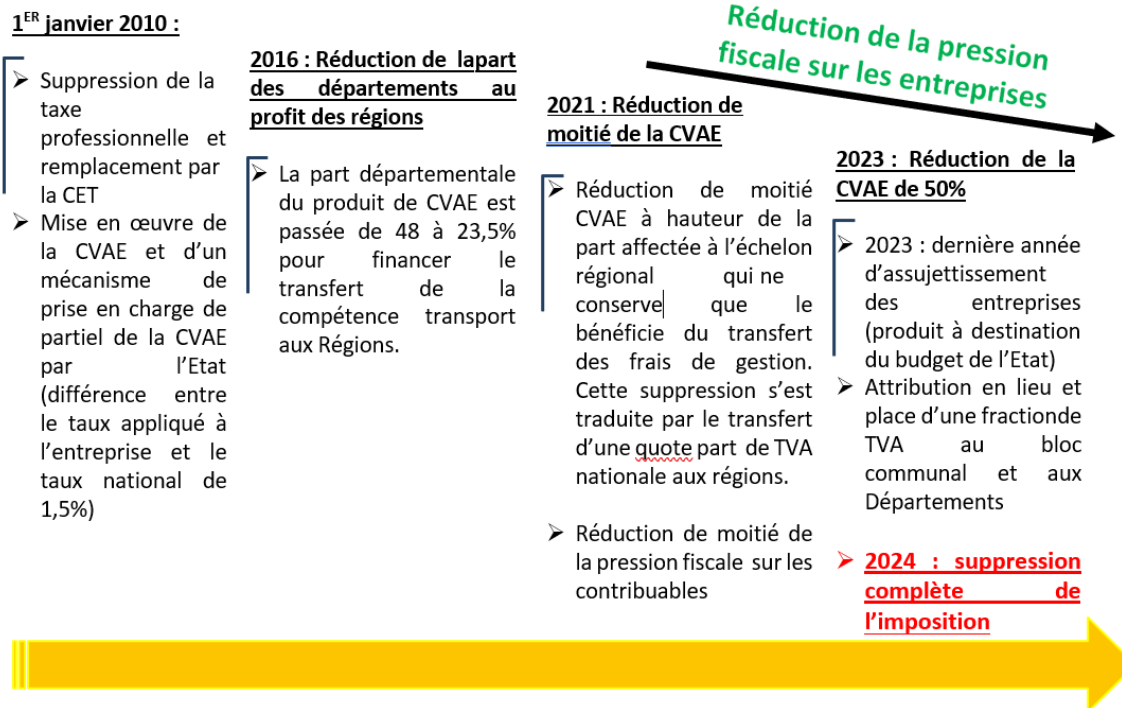 1ER janvier 2010 :
➢ Suppression de la
taxe
professionnelle et
remplacement par
la CET
➢ Mise en œuvre de
la CVAE et d’un
mécanisme de
prise en charge de
partiel de la CVAE
par l’Etat
(différence entre
le taux appliqué à
l’entreprise et le
taux national de
1,5%)
2016 : Réduction de lapart
des départements au
profit des régions
➢ La part départementale
du produit de CVAE est
passée de 48 à 23,5%
pour financer le
transfert de la
compétence transport
aux Régions.
2021 : Réduction de
moitié de la CVAE
➢ Réduction de moitié
CVAE à hauteur de la
part affectée à l’échelon
régional qui ne
conserve que le
bénéficie du transfert
des frais de gestion.
Cette suppression s’est
traduite par le transfert
d’une quote part de TVA
nationale aux régions.
➢ Réduction de moitié de
la pression fiscale sur les
contribuables
Réduction de la pression
fiscale sur les entreprises
2023 : Réduction de la
CVAE de 50%
➢ 2023 : dernière année
d’assujettissement
des entreprises
(produit à destination
du budget de l’Etat)
➢ Attribution en lieu et
place d’une fractionde
TVA au bloc
communal et aux
Départements
➢ 2024 : suppression
complète de
l’imposition